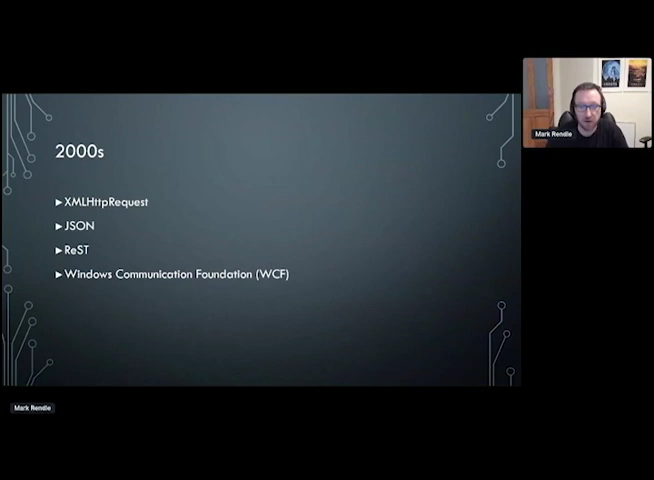 2000s
▶XMLHttpRequest
▶JSON
▶ReST
▶Windows Communication Foundation (WCF)
Mark Rendle
Mark Rendle